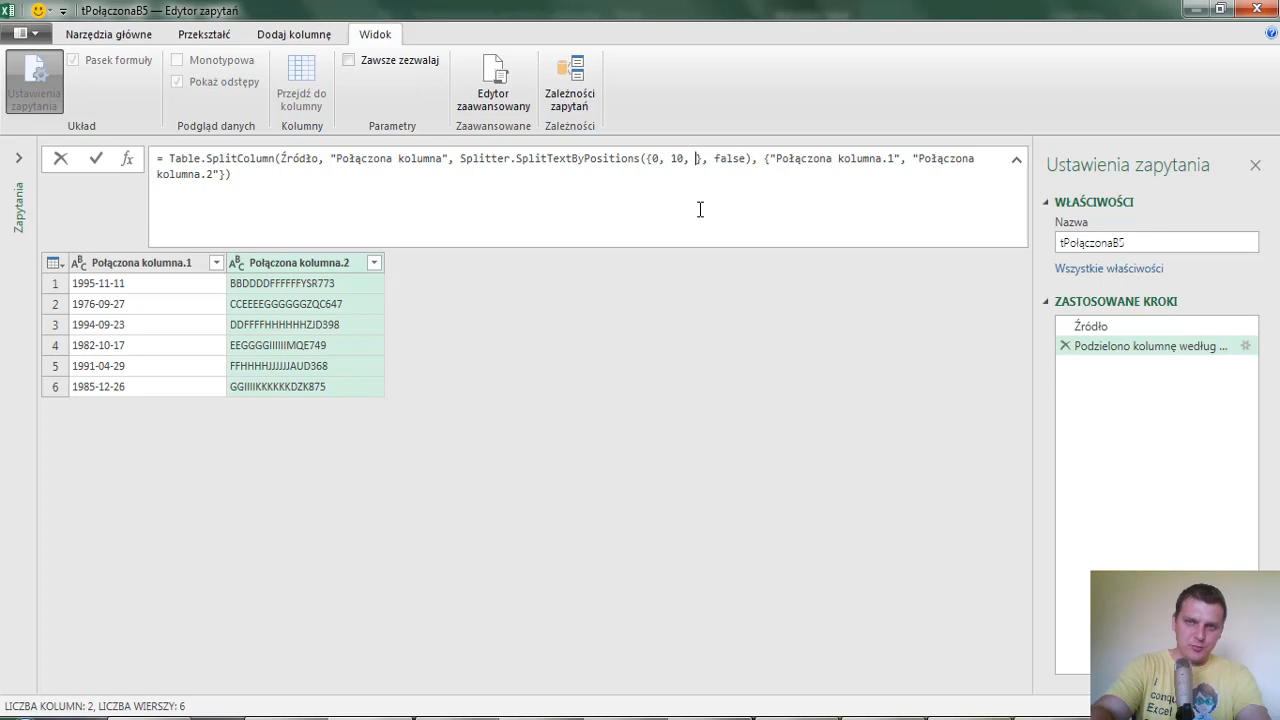 tPołączonaB5 — Edytor zapytań
Narzędzia główne
Przekształć
Dodaj kolumnę
Widok
Ustawienia
zapytania
Pasek formuły
Układ
Monotypowa
Pokaż odstępy
Podgląd danych
Przejdź do
kolumny
Kolumny
Zawsze zezwalaj
Parametry
Edytor
zaawansowany
Zaawansowane
Zależności
zapytań
Zależności
Zapytania
fx
= Table.SplitColumn(Źródło, "Połączona kolumna", Splitter.SplitTextByPositions({0, 10, }, false), {"Połączona kolumna.1", "Połączona
kolumna.2"})
ABC Połączona kolumna.1 ABC Połączona kolumna.2
1 1995-11-11 BBDDDDFFFFFFYSR773
2 1976-09-27 CCEEEEGGGGGGZQC647
3 1994-09-23 DDFFFFHHHHHHZJD398
4 1982-10-17 EEGGGGIIIIIIMQE749
5 1991-04-29 FFHHHHJJJJJJAUD368
6 1985-12-26 GGIIIIKKKKKKDZK875
Ustawienia zapytania
WŁAŚCIWOŚCI
Nazwa
tPołączonaB5
Wszystkie właściwości
ZASTOSOWANE KROKI
Źródło
Podzielono kolumnę według ...
I
conqu
Excel
LICZBA KOLUMN: 2, LICZBA WIERSZY: 6